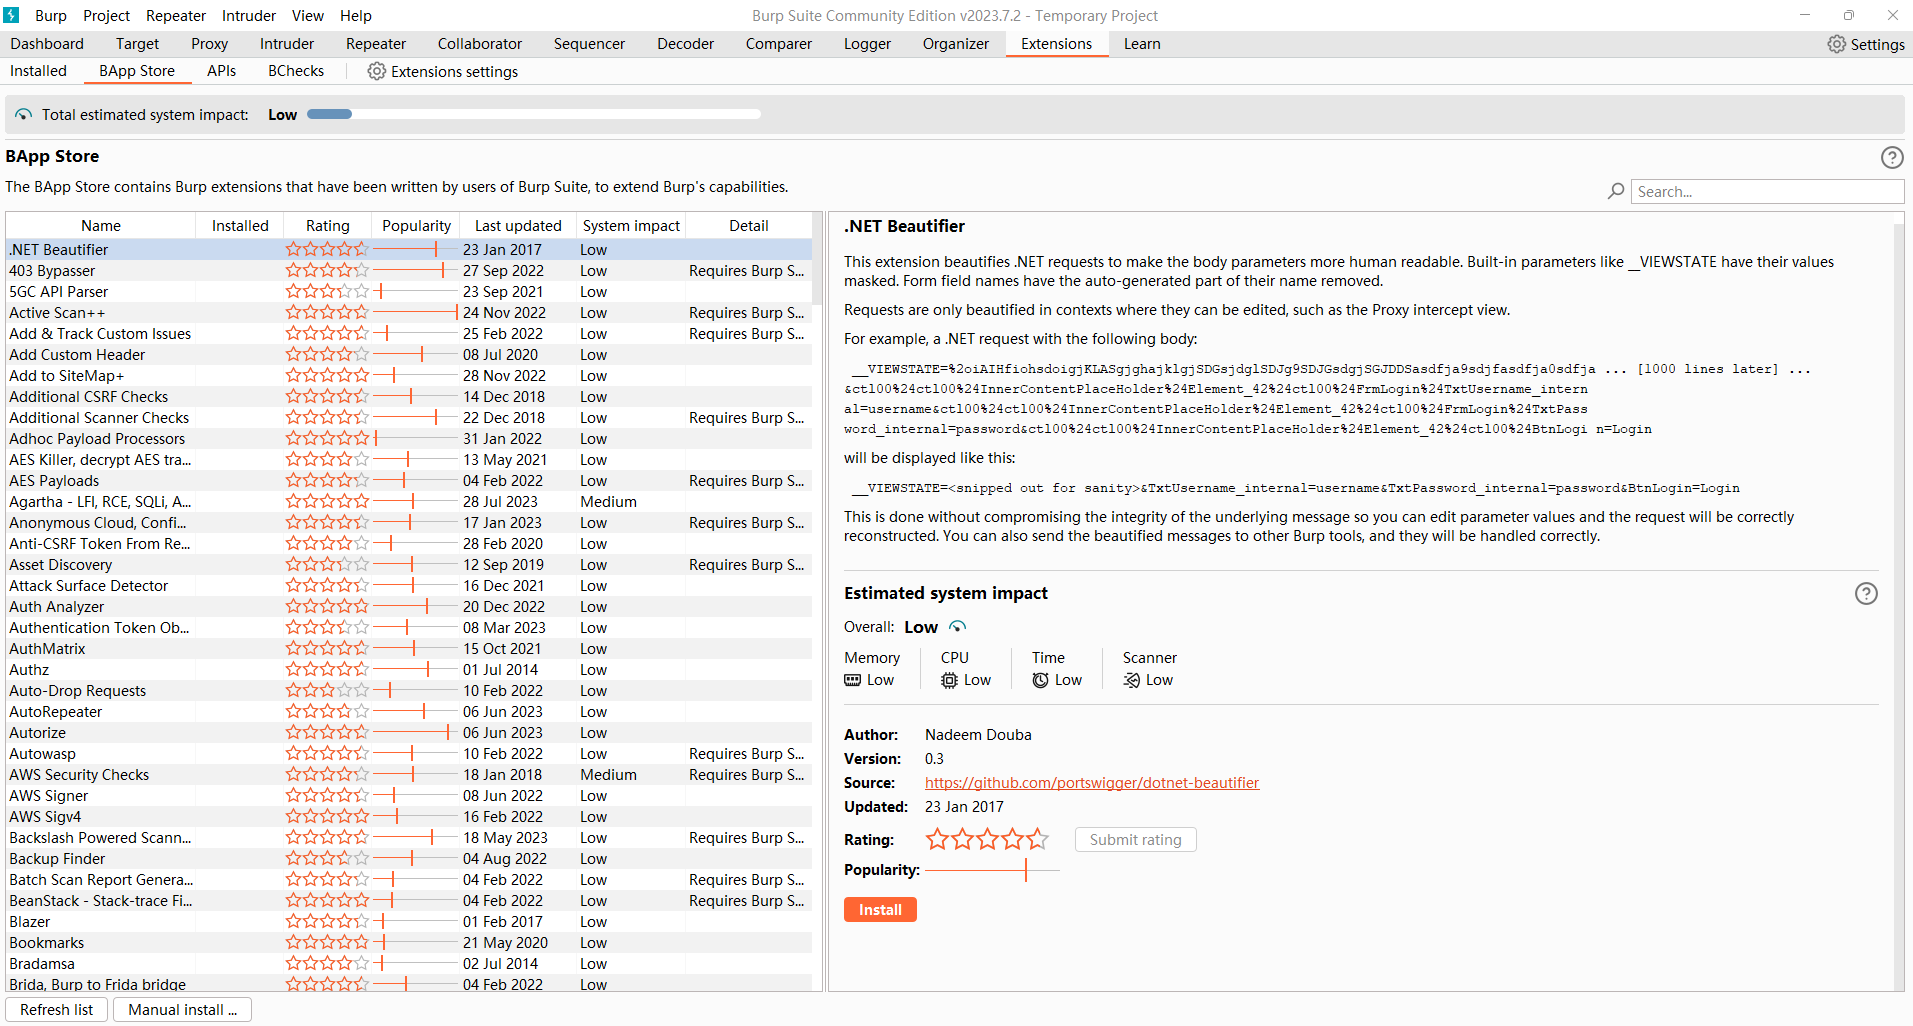 Burp Project Repeater Intruder View Help Burp Suite Community Edition v2023.7.2 - Temporary Project
Dashboard Target Proxy Intruder Repeater Collaborator Sequencer Decoder Comparer Logger Organizer Extensions Learn Settings
Installed BApp Store APIs BChecks Extensions settings
Total estimated system impact: Low
BApp Store
The BApp Store contains Burp extensions that have been written by users of Burp Suite, to extend Burp's capabilities.
Search...
Name Installed Rating Popularity Last updated System impact Detail
.NET Beautifier 23 Jan 2017 Low
403 Bypasser 27 Sep 2022 Low Requires Burp S...
5GC API Parser 23 Sep 2021 Low
Active Scan++ 24 Nov 2022 Low Requires Burp S...
Add & Track Custom Issues 25 Feb 2022 Low Requires Burp S...
Add Custom Header 08 Jul 2020 Low
Add to SiteMap+ 28 Nov 2022 Low
Additional CSRF Checks 14 Dec 2018 Low
Additional Scanner Checks 22 Dec 2018 Low Requires Burp S...
Adhoc Payload Processors 31 Jan 2022 Low
AES Killer, decrypt AES tra... 13 May 2021 Low
AES Payloads 04 Feb 2022 Low Requires Burp S...
Agartha - LFI, RCE, SQLi, A... 28 Jul 2023 Medium
Anonymous Cloud, Confi... 17 Jan 2023 Low Requires Burp S...
Anti-CSRF Token From Re... 28 Feb 2020 Low
Asset Discovery 12 Sep 2019 Low Requires Burp S...
Attack Surface Detector 16 Dec 2021 Low
Auth Analyzer 20 Dec 2022 Low
Authentication Token Ob... 08 Mar 2023 Low
AuthMatrix 15 Oct 2021 Low
Authz 01 Jul 2014 Low
Auto-Drop Requests 10 Feb 2022 Low
AutoRepeater 06 Jun 2023 Low
Autorize 06 Jun 2023 Low
Autowasp 10 Feb 2022 Low Requires Burp S...
AWS Security Checks 18 Jan 2018 Medium Requires Burp S...
AWS Signer 08 Jun 2022 Low
AWS Sigv4 16 Feb 2022 Low
Backslash Powered Scann... 18 May 2023 Low Requires Burp S...
Backup Finder 04 Aug 2022 Low
Batch Scan Report Genera... 04 Feb 2022 Low Requires Burp S...
BeanStack - Stack-trace Fi... 04 Feb 2022 Low Requires Burp S...
Blazer 01 Feb 2017 Low
Bookmarks 21 May 2020 Low
Bradamsa 02 Jul 2014 Low
Brida, Burp to Frida bridge 04 Feb 2022 Low
Refresh list Manual install ...
.NET Beautifier
This extension beautifies .NET requests to make the body parameters more human readable. Built-in parameters like __VIEWSTATE have their values
masked. Form field names have the auto-generated part of their name removed.
Requests are only beautified in contexts where they can be edited, such as the Proxy intercept view.
For example, a .NET request with the following body:
__VIEWSTATE=%2oiAIHfiohsdoigjKLASgjghajklgjSDGsjdglSDJg9SDJGsdgjSGJDDSasdfja9sdjfasdfja0sdfja ... [1000 lines later] ...
&ctl00%24ctl00%24InnerContentPlaceHolder%24Element_42%24ctl00%24FrmLogin%24TxtUsername_intern
al=username&ctl00%24ctl00%24InnerContentPlaceHolder%24Element_42%24ctl00%24FrmLogin%24TxtPass
word_internal=password&ctl00%24ctl00%24InnerContentPlaceHolder%24Element_42%24ctl00%24BtnLogi n=Login
will be displayed like this:
__VIEWSTATE=<snipped out for sanity>&TxtUsername_internal=username&TxtPassword_internal=password&BtnLogin=Login
This is done without compromising the integrity of the underlying message so you can edit parameter values and the request will be correctly
reconstructed. You can also send the beautified messages to other Burp tools, and they will be handled correctly.
Estimated system impact
Overall: Low
Memory CPU Time Scanner
Low Low Low Low
Author: Nadeem Douba
Version: 0.3
Source: https://github.com/portswigger/dotnet-beautifier
Updated: 23 Jan 2017
Rating: Submit rating
Popularity:
Install